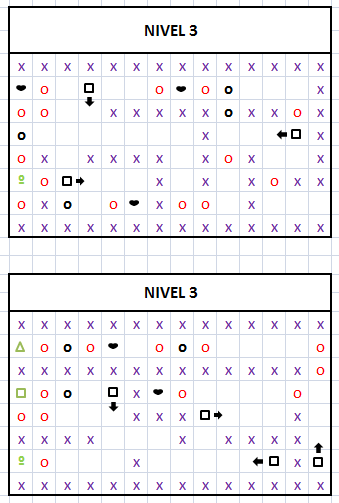 NIVEL 3
x x x x x x x x x x x x x x
o o o o x
o o x x x x x o x x o x
o x x
o x x x x x x o x x
o o x x x o x x
o x o o x o o x
x x x x x x x x x x x x x x
NIVEL 3
x x x x x x x x x x x x x x
o o o o o o o
x x x x x x x x x x x x x o
o o x o o
o o x x x x
x x x x x x x x x
o o x x
x x x x x x x x x x x x x x